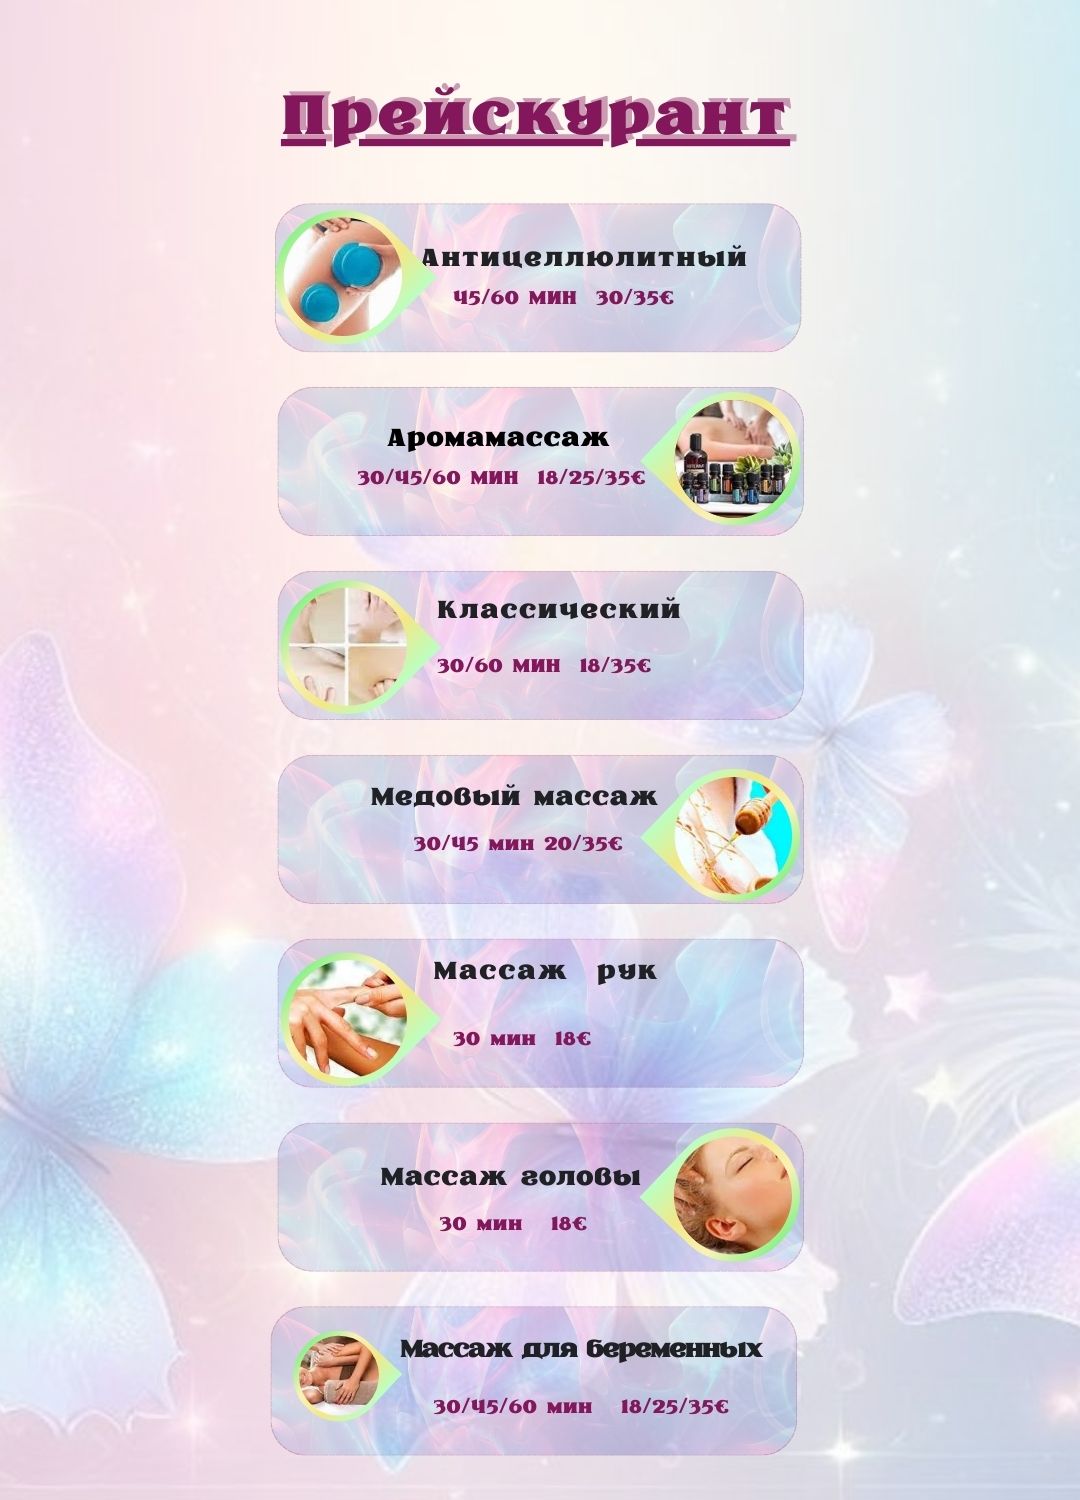 Прейскурант
Антицеллюлитный
45/60 МИН 30/35€
Аромамассаж
30/45/60 МИН 18/25/35€
Классический
30/60 МИН 18/35€
Медовый массаж
30/45 мин 20/35€
Массаж рук
30 мин 18€
Массаж головы
30 мин 18€
Массаж для беременных
30/45/60 мин 18/25/35€